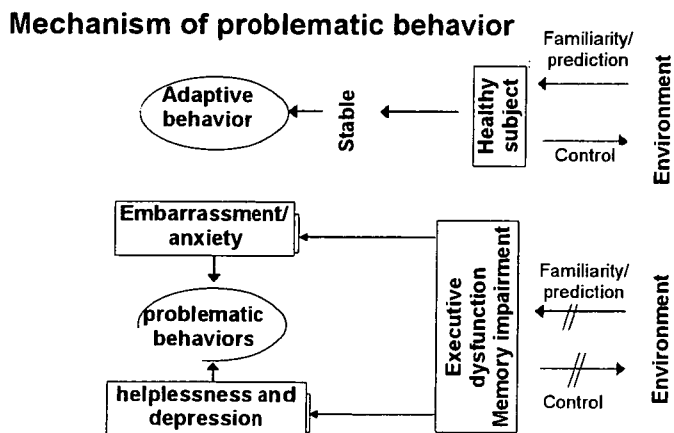 Mechanism of problematic behavior
Familiarity/
prediction
Adaptive
behavior
Stable
Healthy
subject
Control
Environment
Embarrassment/
anxiety
problematic
behaviors
helplessness and
depression
Executive
dysfunction
Memory impairment
Familiarity/
prediction
Control
Environment